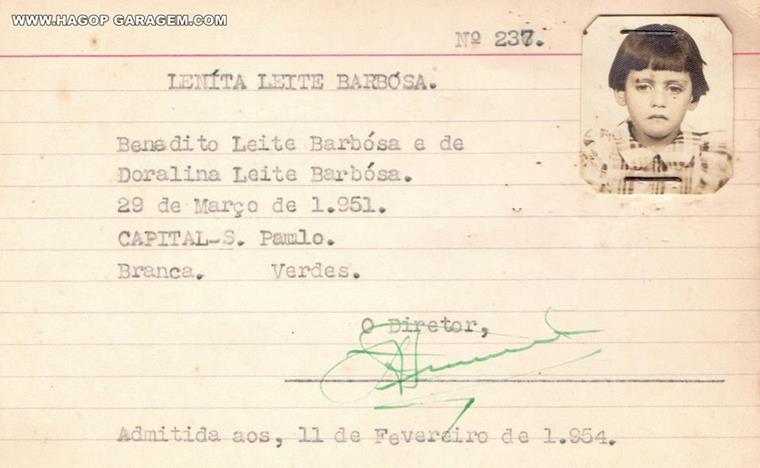 WWW.HAGOP GARAGEM.COM
Nº 237.
LENÍTA LEITE BARBÓSA.
Benedito Leite Barbósa e de
Doralina Leite Barbósa.
29 de Março de 1.951.
CAPITAL-S. Paulo.
Branca. Verdes.
O Diretor,
Admitida aos, 11 de Fevereiro de 1.954.